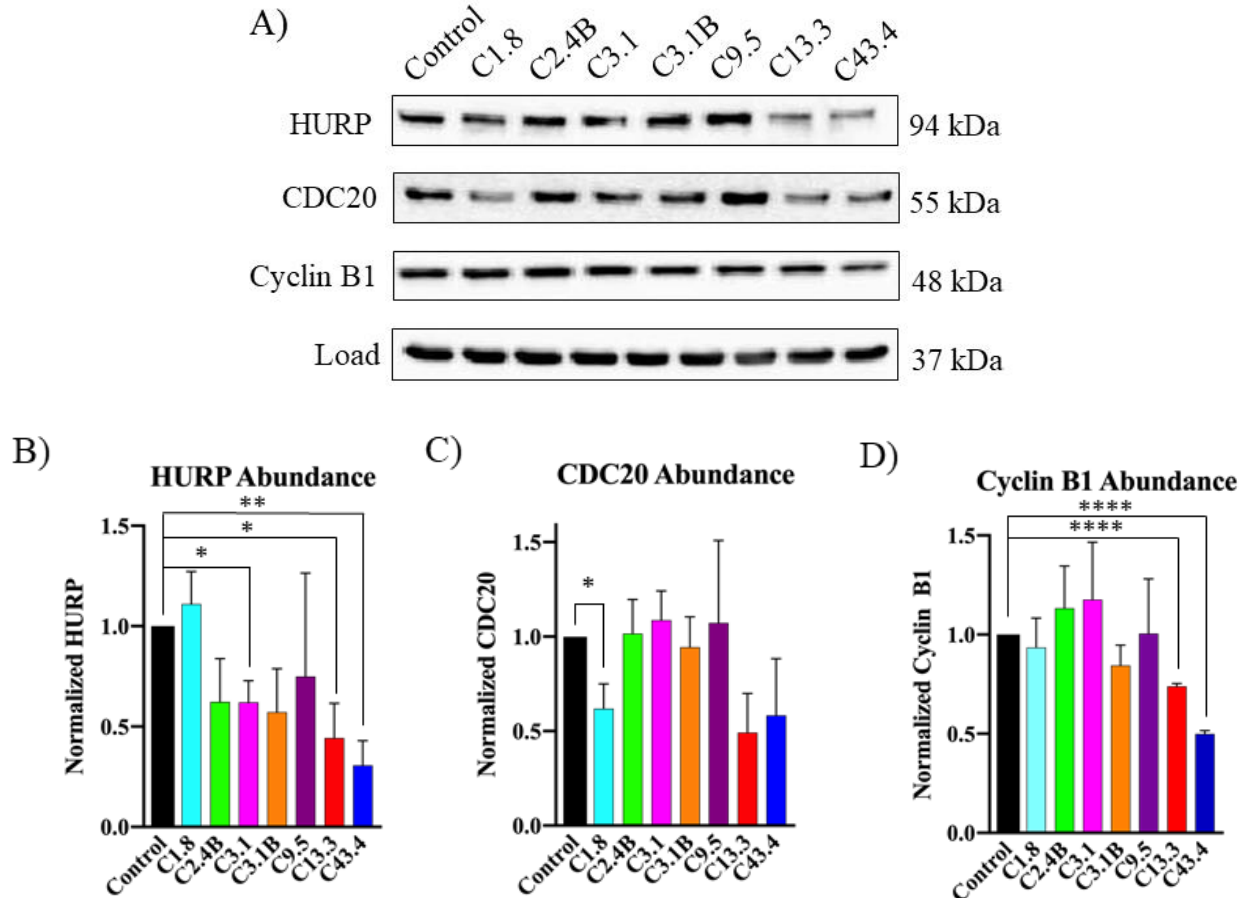 A)
Control C1.8 C2.4B C3.1 C3.1B C9.5 C13.3 C43.4
HURP 94 kDa
CDC20 55 kDa
Cyclin B1 48 kDa
Load 37 kDa
B)
HURP Abundance
**
*
*
Normalized HURP
1.5
1.0
0.5
0.0
Control C1.8 C2.4B C3.1 C3.1B C9.5 C13.3 C43.4
C)
CDC20 Abundance
*
Normalized CDC20
1.5
1.0
0.5
0.0
Control C1.8 C2.4B C3.1 C3.1B C9.5 C13.3 C43.4
D)
Cyclin B1 Abundance
****
****
Normalized Cyclin B1
1.5
1.0
0.5
0.0
Control C1.8 C2.4B C3.1 C3.1B C9.5 C13.3 C43.4